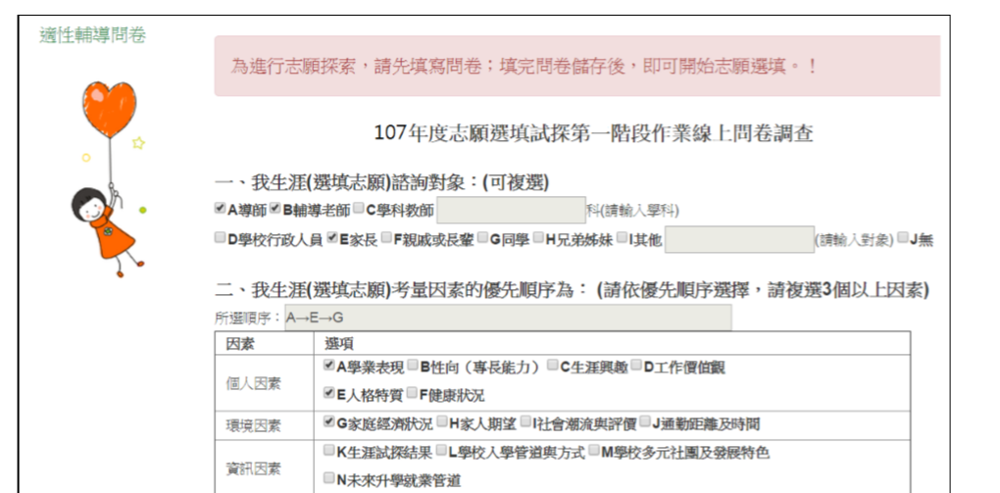 適性輔導問卷
為進行志願探索，請先填寫問卷；填完問卷儲存後，即可開始志願選填。！
107年度志願選填試探第一階段作業線上問卷調查
一、我生涯(選填志願)諮詢對象：(可複選)
A導師 B輔導老師 C學科教師 科(請輸入學科)
D學校行政人員 E家長 F親戚或長輩 G同學 H兄弟姊妹 I其他 (請輸入對象) J無
二、我生涯(選填志願)考量因素的優先順序為： (請依優先順序選擇，請複選3個以上因素)
所選順序：A→E→G
因素 選項
個人因素
A學業表現 B性向（專長能力） C生涯興趣 D工作價值觀
E人格特質 F健康狀況
環境因素 G家庭經濟狀況 H家人期望 I社會潮流與評價 J通勤距離及時間
資訊因素
K生涯試探結果 L學校入學管道與方式 M學校多元社團及發展特色
N未來升學就業管道